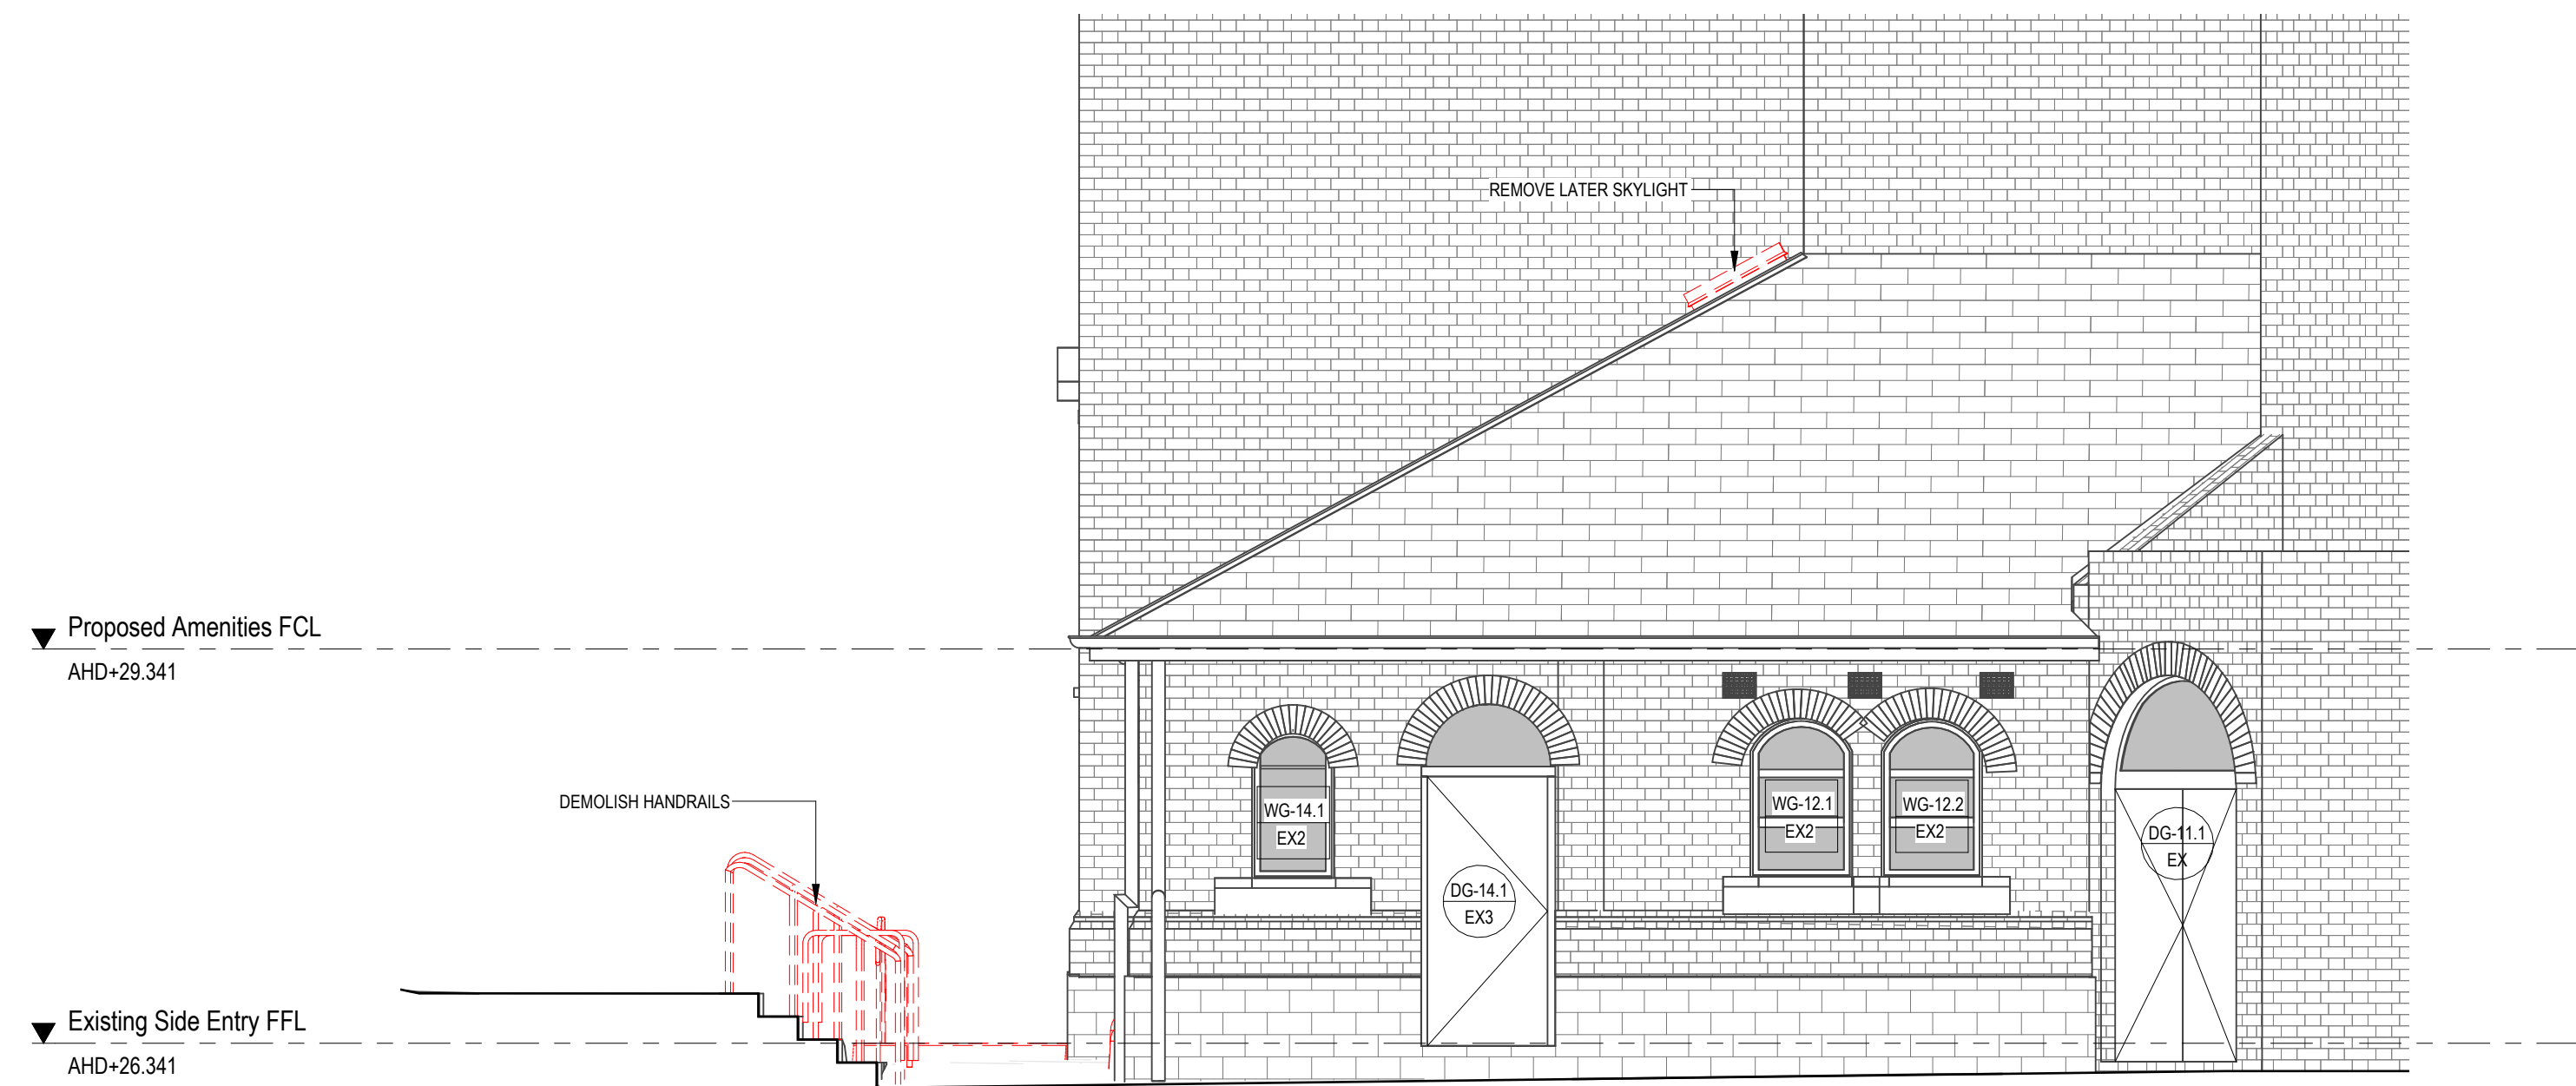 REMOVE LATER SKYLIGHT
Proposed Amenities FCL
AHD+29.341
DEMOLISH HANDRAILS
WG-14.1
EX2
DG-14.1
EX3
WG-12.1
EX2
WG-12.2
EX2
DG-11.1
EX
Existing Side Entry FFL
AHD+26.341